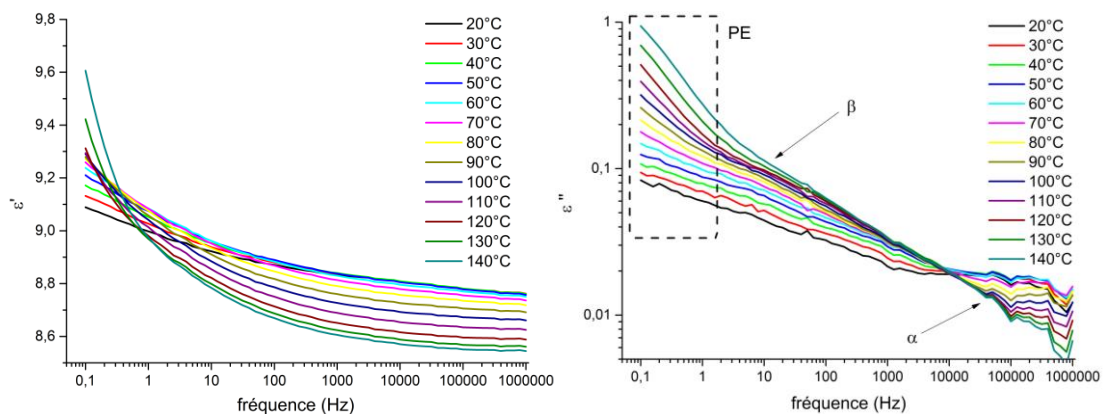 9,8
9,6
9,4
9,2
9,0
8,8
8,6
ε'
0,1 1 10 100 1000 10000 100000 1000000
fréquence (Hz)
20°C
30°C
40°C
50°C
60°C
70°C
80°C
90°C
100°C
110°C
120°C
130°C
140°C
1
0,1
0,01
ε''
PE
β
α
0,1 1 10 100 1000 10000 100000 1000000
fréquence (Hz)
20°C
30°C
40°C
50°C
60°C
70°C
80°C
90°C
100°C
110°C
120°C
130°C
140°C